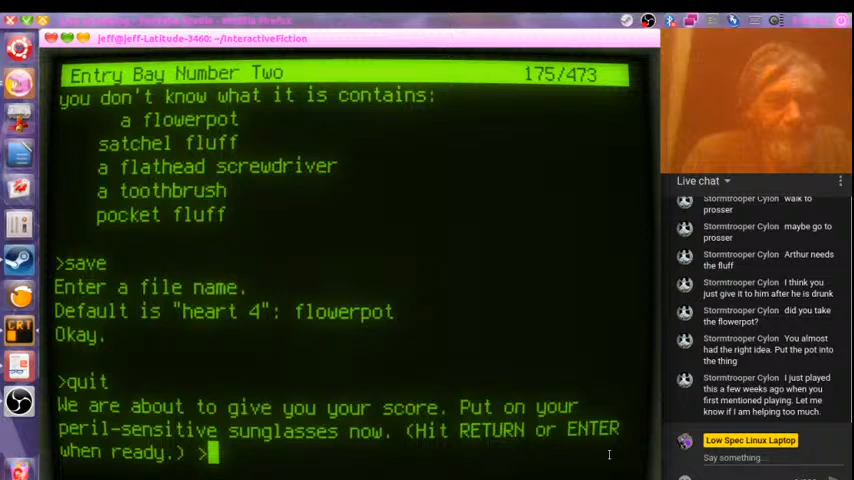 jeff@jeff-Latitude-3460: ~/InteractiveFiction
Entry Bay Number Two 175/473
you don't know what it is contains:
a flowerpot
satchel fluff
a flathead screwdriver
a toothbrush
pocket fluff
>save
Enter a file name.
Default is "heart 4": flowerpot
Okay.
>quit
We are about to give you your score. Put on your
peril-sensitive sunglasses now. (Hit RETURN or ENTER
when ready.) >
CRT
Live chat
Stormtrooper Cylon walk to
prosser
Stormtrooper Cylon maybe go to
prosser
Stormtrooper Cylon Arthur needs
the fluff
Stormtrooper Cylon I think you
just give it to him after he is drunk
Stormtrooper Cylon did you take
the flowerpot?
Stormtrooper Cylon You almost
had the right idea. Put the pot into
the thing
Stormtrooper Cylon I just played
this a few weeks ago when you
first mentioned playing. Let me
know if I am helping too much.
Low Spec Linux Laptop
Say something...